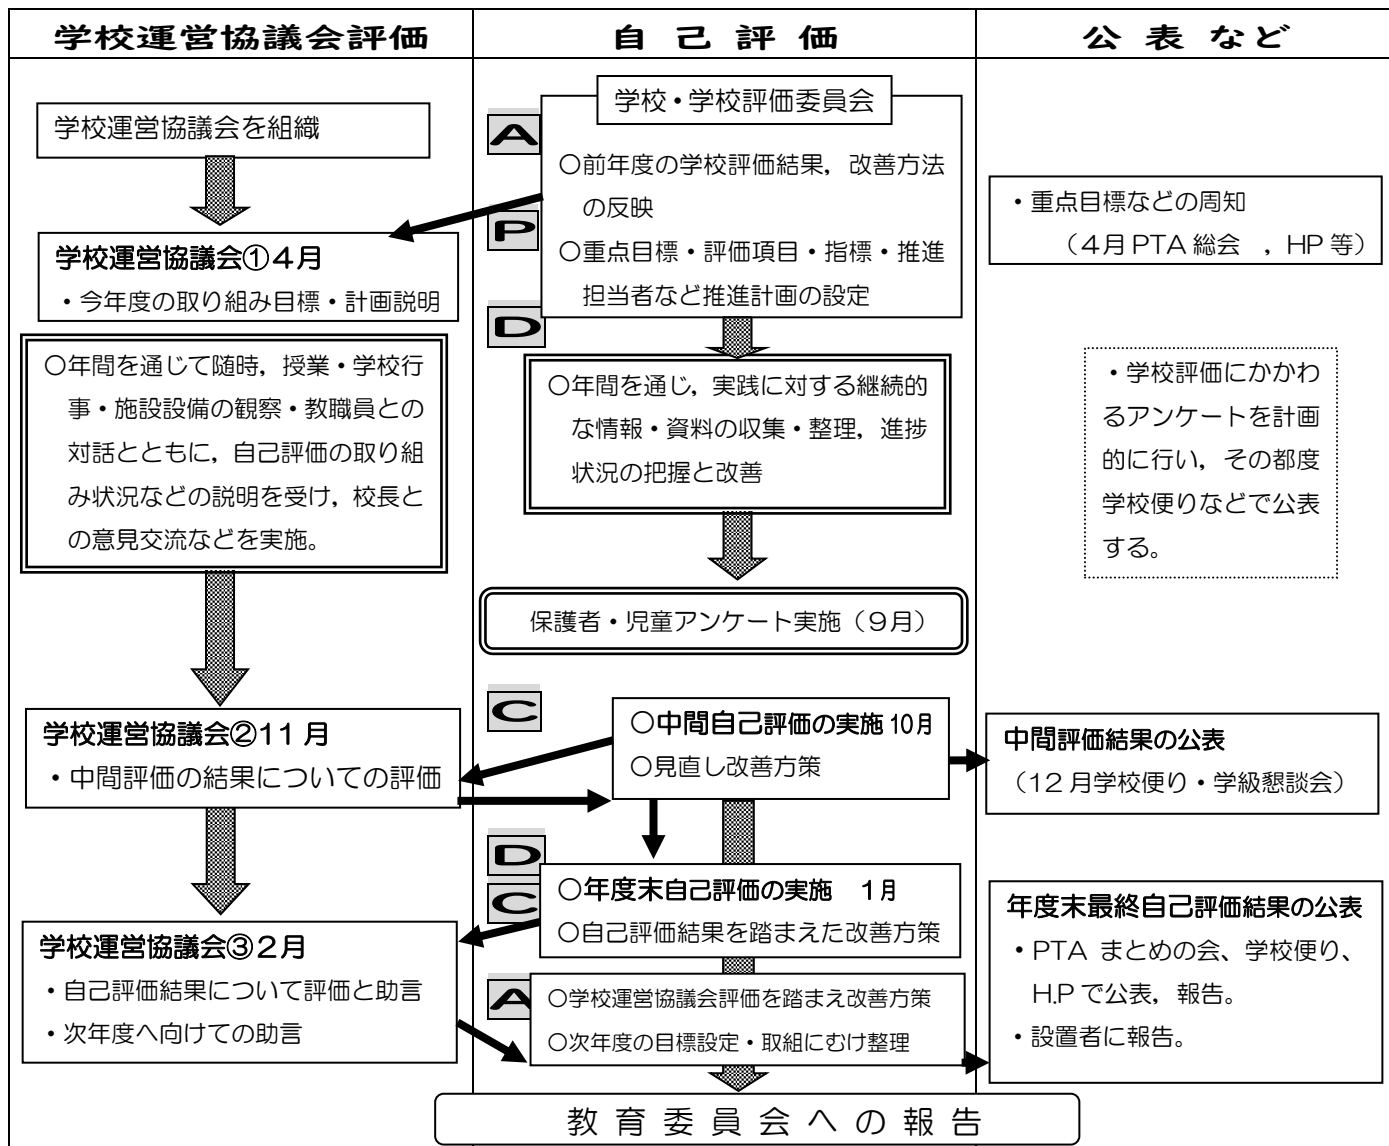 学校運営協議会評価
学校運営協議会を組織
学校運営協議会①4月
・今年度の取り組み目標・計画説明
○年間を通じて随時，授業・学校行
事・施設設備の観察・教職員との
対話とともに，自己評価の取り組
み状況などの説明を受け，校長と
の意見交流などを実施。
学校運営協議会②11月
・中間評価の結果についての評価
学校運営協議会③2月
・自己評価結果について評価と助言
・次年度へ向けての助言
自己評価
学校・学校評価委員会
A
○前年度の学校評価結果，改善方法
の反映
P
○重点目標・評価項目・指標・推進
担当者など推進計画の設定
D
○年間を通じ，実践に対する継続的
な情報・資料の収集・整理，進捗
状況の把握と改善
保護者・児童アンケート実施（9月）
C
○中間自己評価の実施10月
○見直し改善方策
D
C
○年度末自己評価の実施　1月
○自己評価結果を踏まえた改善方策
A
○学校運営協議会評価を踏まえ改善方策
○次年度の目標設定・取組にむけ整理
公表など
・重点目標などの周知
（4月PTA総会　，HP等）
・学校評価にかかわ
るアンケートを計画
的に行い，その都度
学校便りなどで公表
する。
中間評価結果の公表
（12月学校便り・学級懇談会）
年度末最終自己評価結果の公表
・PTA まとめの会、学校便り、
H.Pで公表，報告。
・設置者に報告。
教育委員会への報告